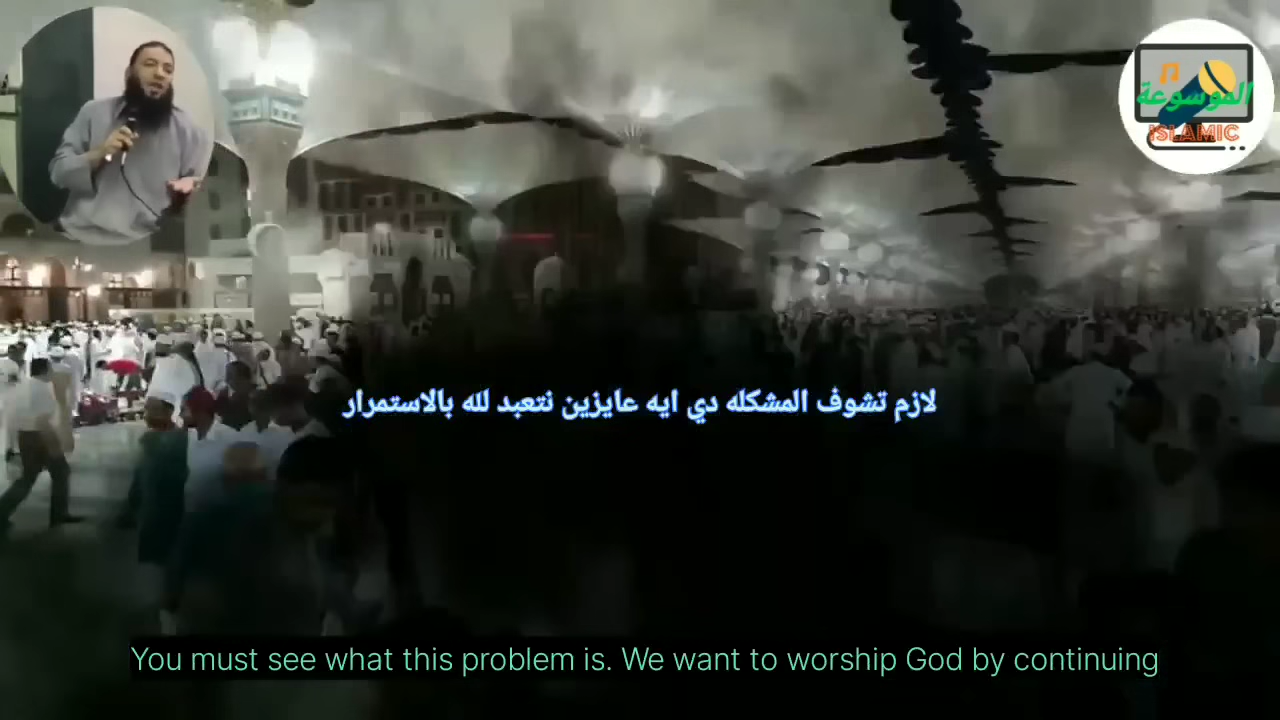 الموسوعة
ISLAMIC
لازم تشوف المشكله دي ايه عايزين نتعبد لله بالاستمرار
You must see what this problem is. We want to worship God by continuing